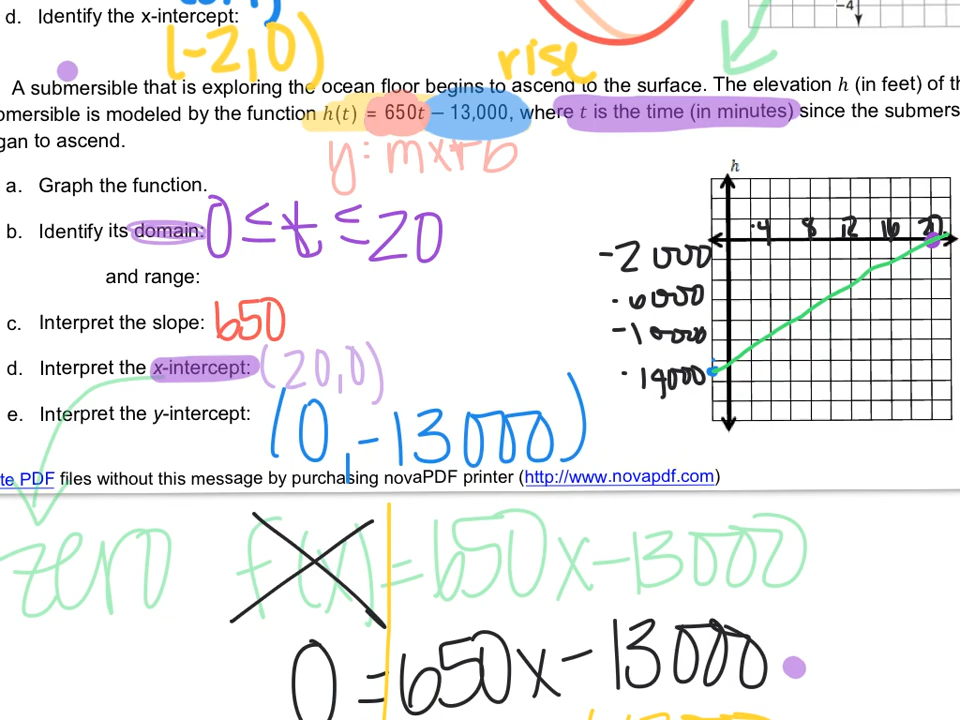 d. Identify the x-intercept:
(-2,0)
rise
-4
A submersible that is exploring the ocean floor begins to ascend to the surface. The elevation h (in feet) of th
omersible is modeled by the function h(t) = 650t – 13,000, where t is the time (in minutes) since the submers
gan to ascend.
y = mx+b
a. Graph the function.
b. Identify its domain: 0 ≤ t ≤ 20
and range:
c. Interpret the slope: 650
d. Interpret the x-intercept: (20,0)
e. Interpret the y-intercept: (0,-13000)
h
4 8 12 16 20
-2000
-6000
-10000
-14000
te PDF files without this message by purchasing novaPDF printer (http://www.novapdf.com)
zero f(x) = 650x-13000
0 = 650x - 13000